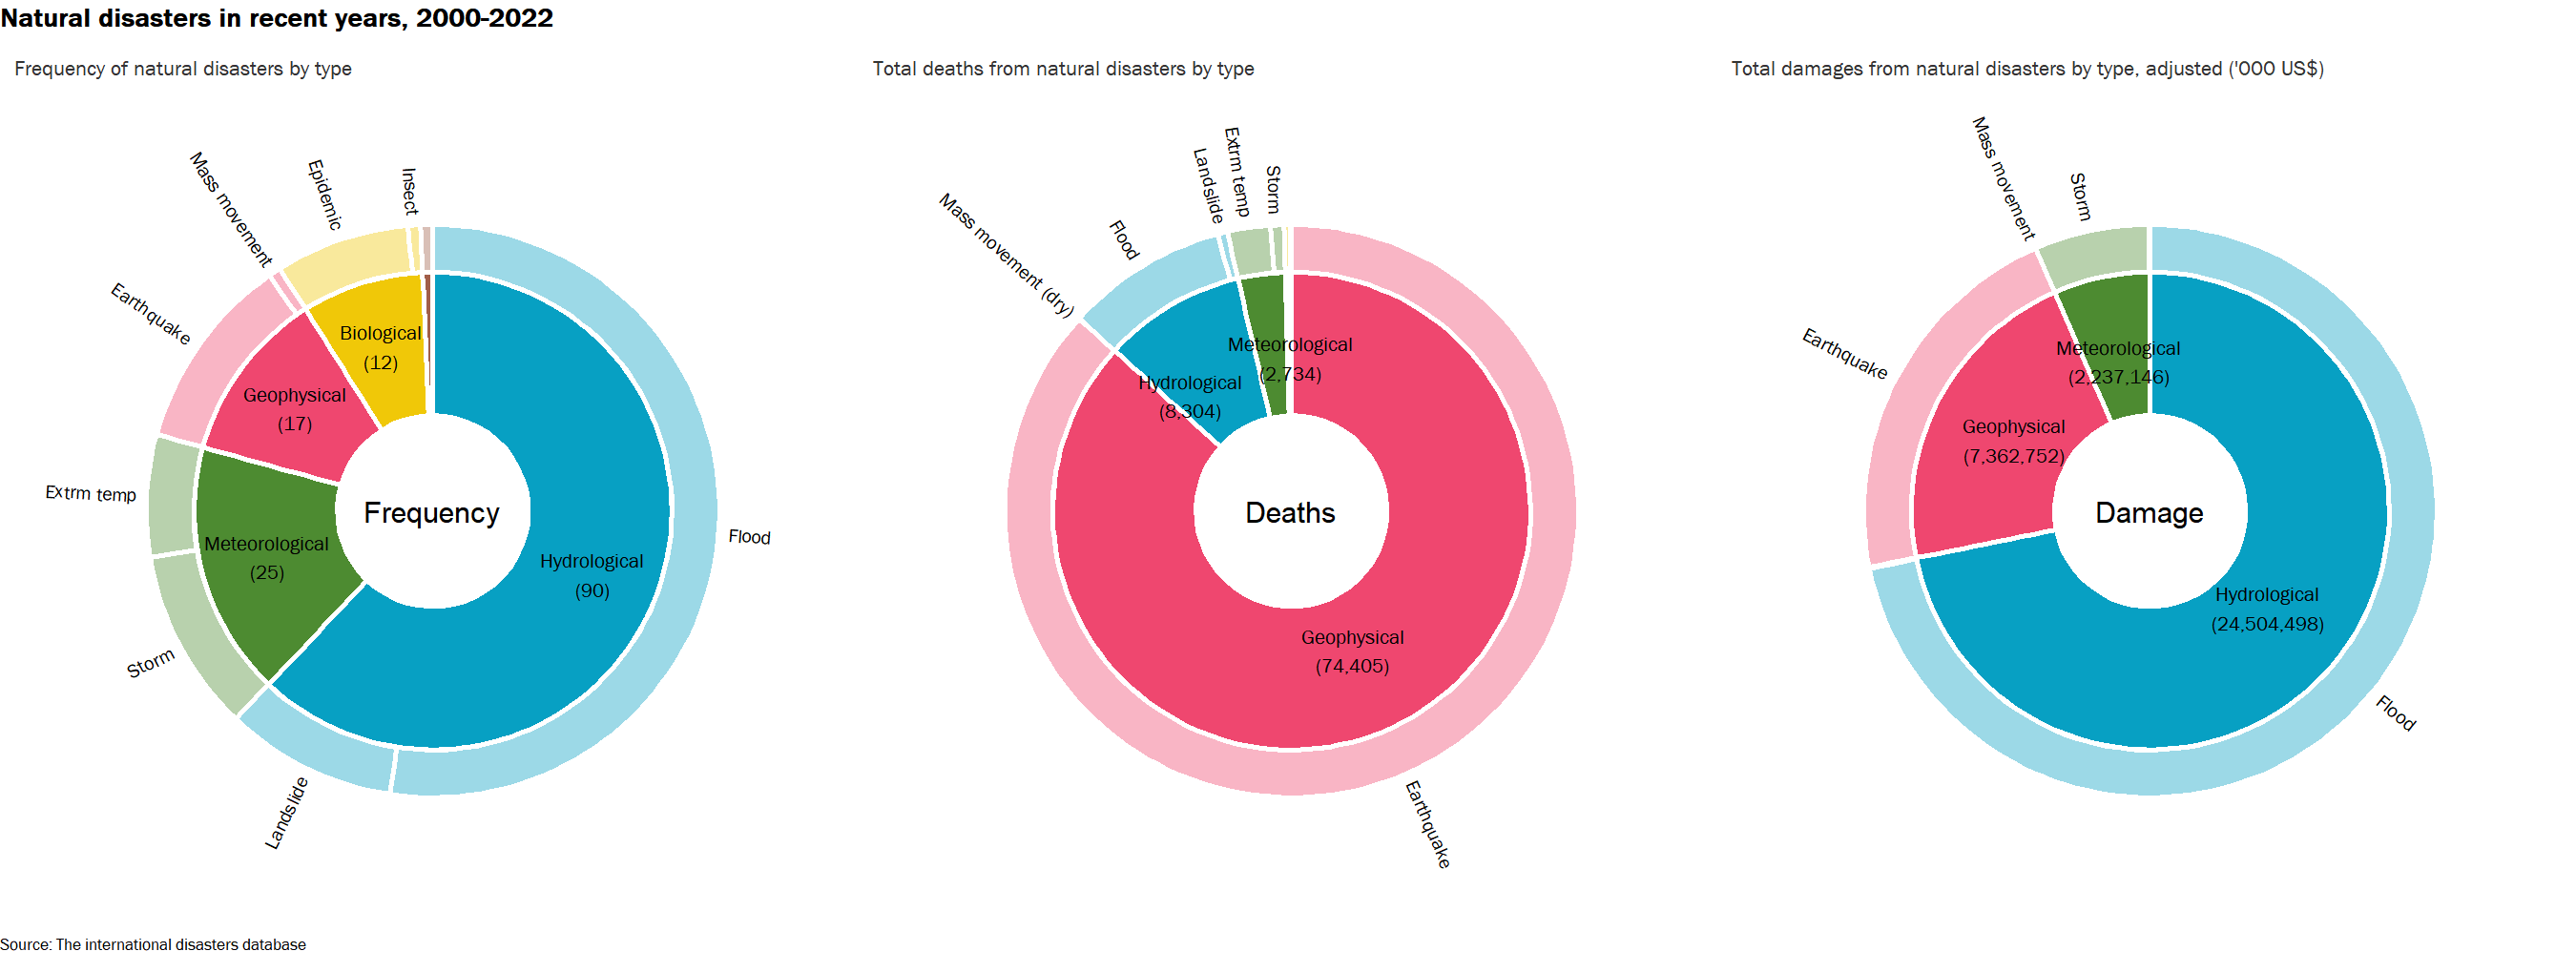 Natural disasters in recent years, 2000-2022
Frequency of natural disasters by type
Insect
Epidemic
Mass movement
Earthquake
Extrm temp
Storm
Landslide
Flood
Biological
(12)
Geophysical
(17)
Meteorological
(25)
Hydrological
(90)
Frequency
Total deaths from natural disasters by type
Storm
Extrm temp
Landslide
Flood
Mass movement (dry)
Earthquake
Meteorological
(2,734)
Hydrological
(8,304)
Geophysical
(74,405)
Deaths
Total damages from natural disasters by type, adjusted ('000 US$)
Mass movement
Storm
Earthquake
Flood
Meteorological
(2,237,146)
Geophysical
(7,362,752)
Hydrological
(24,504,498)
Damage
Source: The international disasters database